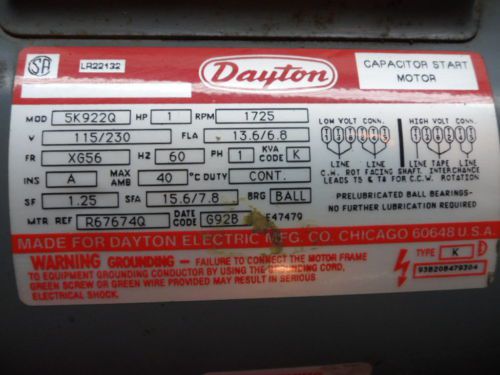 SA LR22132
Dayton
CAPACITOR START
MOTOR
MOD 5K922Q HP 1 RPM 1725
V 115/230 FLA 13.6/6.8
FR XG56 HZ 60 PH 1 KVA CODE K
INS A MAX AMB 40 °C DUTY CONT.
SF 1.25 SFA 15.6/7.8 BRG BALL
MTR REF R67674Q DATE CODE G92B E47479
LOW VOLT CONN. HIGH VOLT CONN.
LINE LINE LINE TAPE LINE
C.W. ROT FACING SHAFT. INTERCHANGE
LEADS T5 & T8 FOR C.C.W. ROTATION
PRELUBRICATED BALL BEARINGS-
NO FURTHER LUBRICATION REQUIRED
MADE FOR DAYTON ELECTRIC MFG. CO. CHICAGO 60648 U.S.A.
WARNING GROUNDING - FAILURE TO CONNECT THE MOTOR FRAME
TO EQUIPMENT GROUNDING CONDUCTOR BY USING THE GROUNDING CORD,
GREEN SCREW OR GREEN WIRE PROVIDED MAY RESULT IN SERIOUS
ELECTRICAL SHOCK.
TYPE K